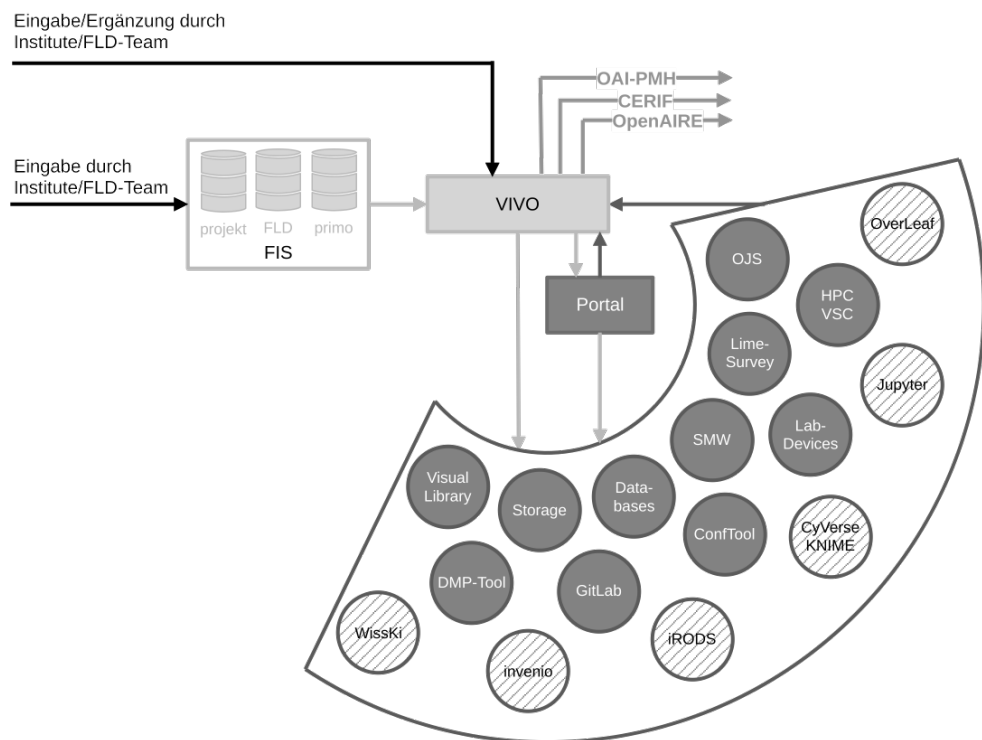 Eingabe/Ergänzung durch
Institute/FLD-Team
OAI-PMH
CERIF
OpenAIRE
Eingabe durch
Institute/FLD-Team
projekt
FLD
primo
FIS
VIVO
Portal
OverLeaf
OJS
HPC
VSC
Lime-
Survey
Jupyter
SMW
Lab-
Devices
Visual
Library
Storage
Data-
bases
ConfTool
CyVerse
KNIME
DMP-Tool
GitLab
WissKi
invenio
iRODS